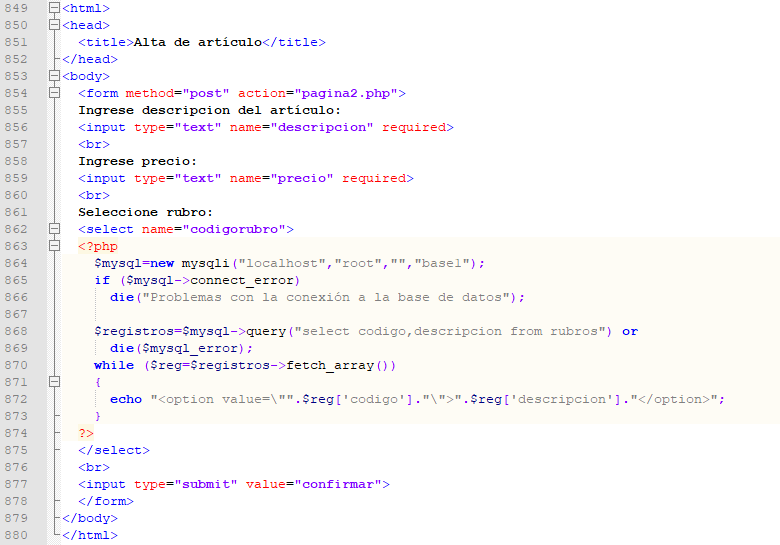 849 <html>
850 <head>
851 <title>Alta de artículo</title>
852 </head>
853 <body>
854 <form method="post" action="pagina2.php">
855 Ingrese descripcion del artículo:
856 <input type="text" name="descripcion" required>
857 <br>
858 Ingrese precio:
859 <input type="text" name="precio" required>
860 <br>
861 Seleccione rubro:
862 <select name="codigorubro">
863 <?php
864 $mysql=new mysqli("localhost","root","","base1");
865 if ($mysql->connect_error)
866 die("Problemas con la conexión a la base de datos");
867
868 $registros=$mysql->query("select codigo,descripcion from rubros") or
869 die($mysql_error);
870 while ($reg=$registros->fetch_array())
871 {
872 echo "<option value=\"".$reg['codigo']."\">".$reg['descripcion']."</option>";
873 }
874 ?>
875 </select>
876 <br>
877 <input type="submit" value="confirmar">
878 </form>
879 </body>
880 </html>